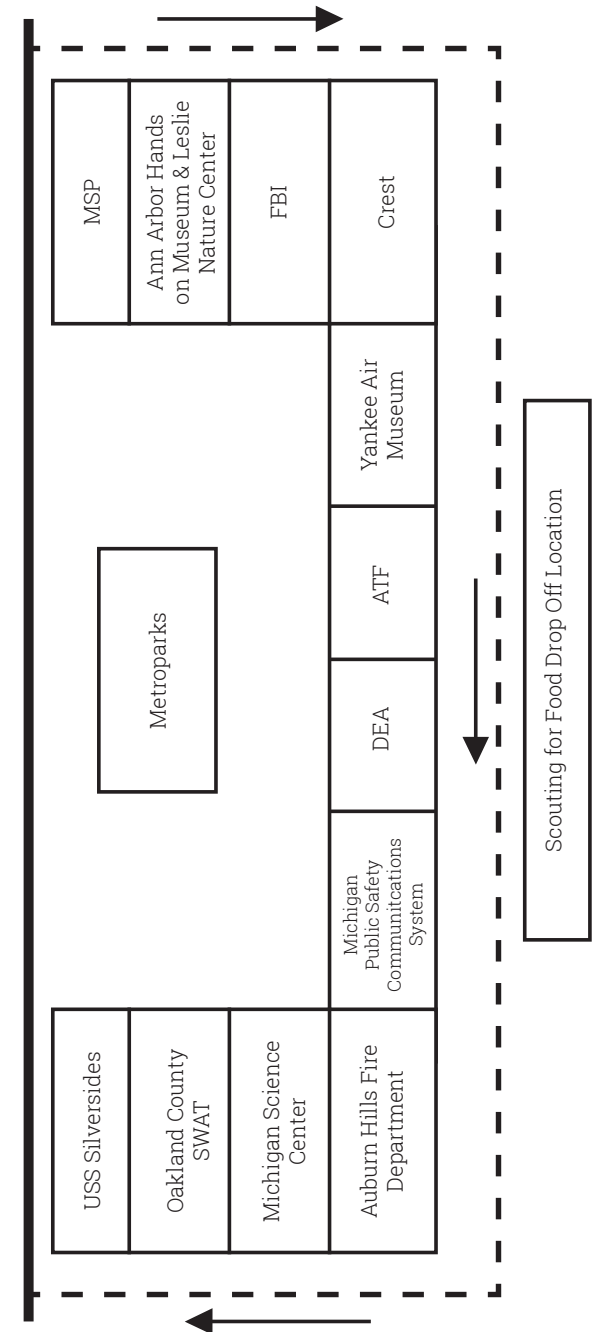 MSP
Ann Arbor Hands
on Museum & Leslie
Nature Center
FBI
Crest
Yankee Air
Museum
ATF
DEA
Michigan
Public Safety
Communitcations
System
Metroparks
USS Silversides
Oakland County
SWAT
Michigan Science
Center
Auburn Hills Fire
Department
Scouting for Food Drop Off Location